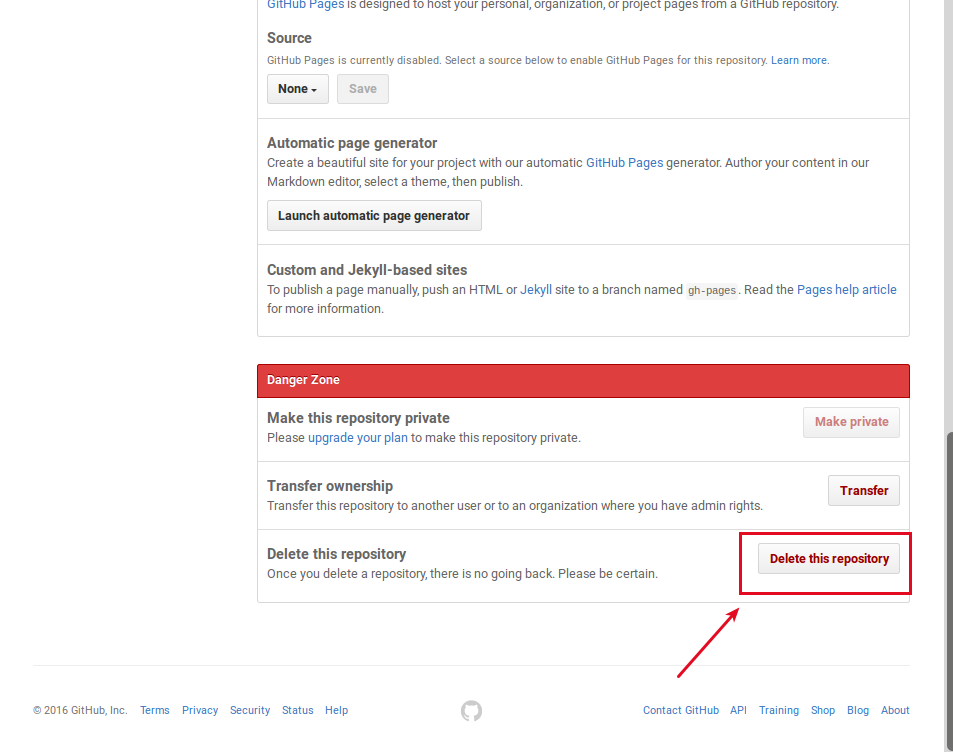 GitHub Pages is designed to host your personal, organization, or project pages from a GitHub repository.
Source
GitHub Pages is currently disabled. Select a source below to enable GitHub Pages for this repository. Learn more.
None Save
Automatic page generator
Create a beautiful site for your project with our automatic GitHub Pages generator. Author your content in our
Markdown editor, select a theme, then publish.
Launch automatic page generator
Custom and Jekyll-based sites
To publish a page manually, push an HTML or Jekyll site to a branch named gh-pages. Read the Pages help article
for more information.
Danger Zone
Make this repository private
Please upgrade your plan to make this repository private.
Make private
Transfer ownership
Transfer this repository to another user or to an organization where you have admin rights.
Transfer
Delete this repository
Once you delete a repository, there is no going back. Please be certain.
Delete this repository
© 2016 GitHub, Inc. Terms Privacy Security Status Help Contact GitHub API Training Shop Blog About